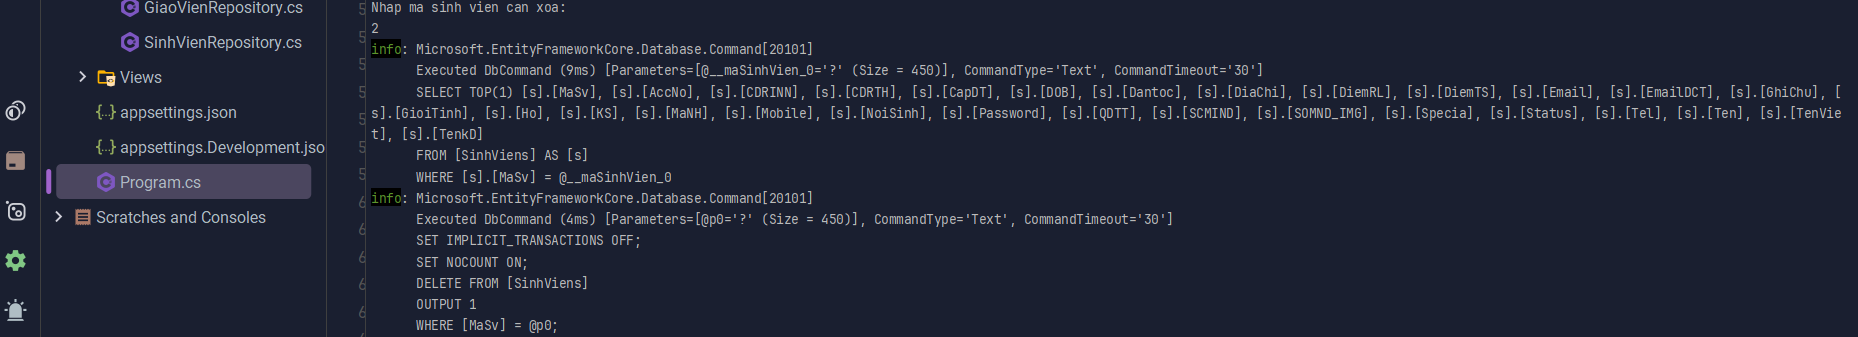 GiaoVienRepository.cs
SinhVienRepository.cs
Views
appsettings.json
appsettings.Development.jso
Program.cs
Scratches and Consoles
Nhap ma sinh vien can xoa:
2
info: Microsoft.EntityFrameworkCore.Database.Command[20101]
Executed DbCommand (9ms) [Parameters=[@__maSinhVien_0='?' (Size = 450)], CommandType='Text', CommandTimeout='30']
SELECT TOP(1) [s].[MaSv], [s].[AccNo], [s].[CDRINN], [s].[CDRTH], [s].[CapDT], [s].[DOB], [s].[Dantoc], [s].[DiaChi], [s].[DiemRL], [s].[DiemTS], [s].[Email], [s].[EmailDCT], [s].[GhiChu], [
s].[GioiTinh], [s].[Ho], [s].[KS], [s].[MaNH], [s].[Mobile], [s].[NoiSinh], [s].[Password], [s].[QDTT], [s].[SCMIND], [s].[SOMND_IMG], [s].[Specia], [s].[Status], [s].[Tel], [s].[Ten], [s].[TenVie
t], [s].[TenkD]
FROM [SinhViens] AS [s]
WHERE [s].[MaSv] = @__maSinhVien_0
info: Microsoft.EntityFrameworkCore.Database.Command[20101]
Executed DbCommand (4ms) [Parameters=[@p0='?' (Size = 450)], CommandType='Text', CommandTimeout='30']
SET IMPLICIT_TRANSACTIONS OFF;
SET NOCOUNT ON;
DELETE FROM [SinhViens]
OUTPUT 1
WHERE [MaSv] = @p0;